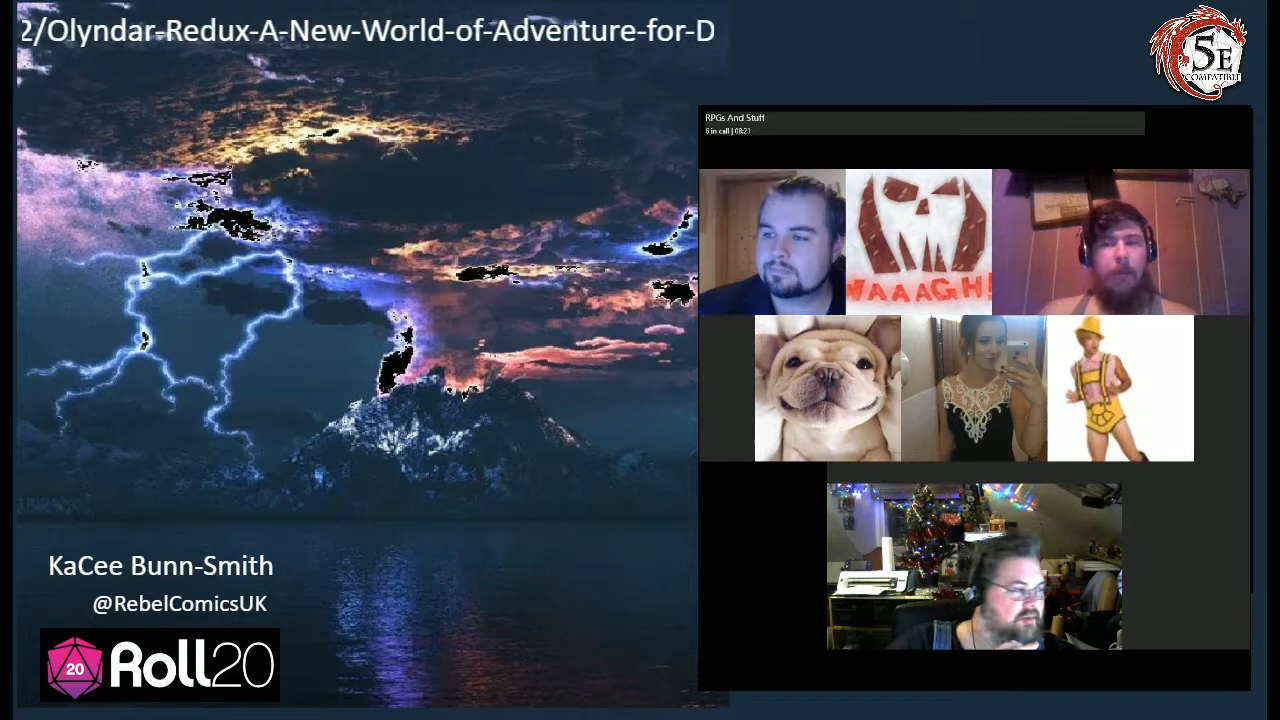 2/Olyndar-Redux-A-New-World-of-Adventure-for-D
5E
COMPATIBLE
RPGs And Stuff
6 in call | 08:21
WAAAGH!
KaCee Bunn-Smith
@RebelComicsUK
20
Roll20